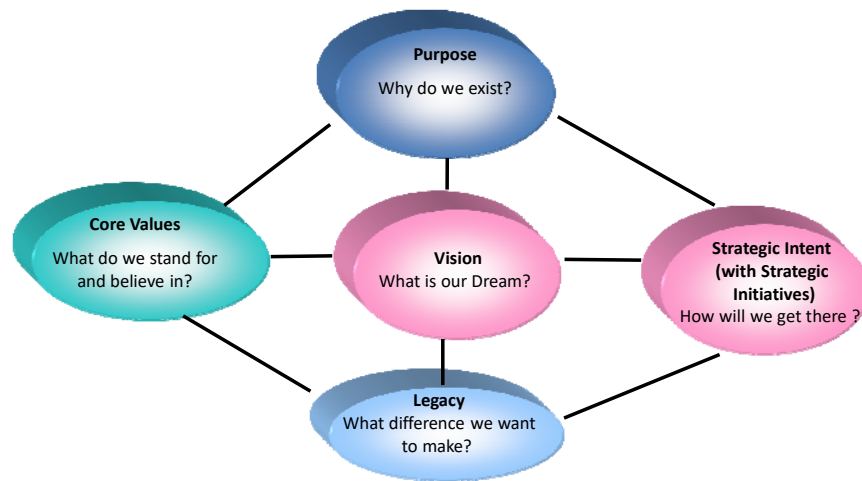 Purpose
Why do we exist?
Core Values
What do we stand for
and believe in?
Vision
What is our Dream?
Strategic Intent
(with Strategic
Initiatives)
How will we get there ?
Legacy
What difference we want
to make?